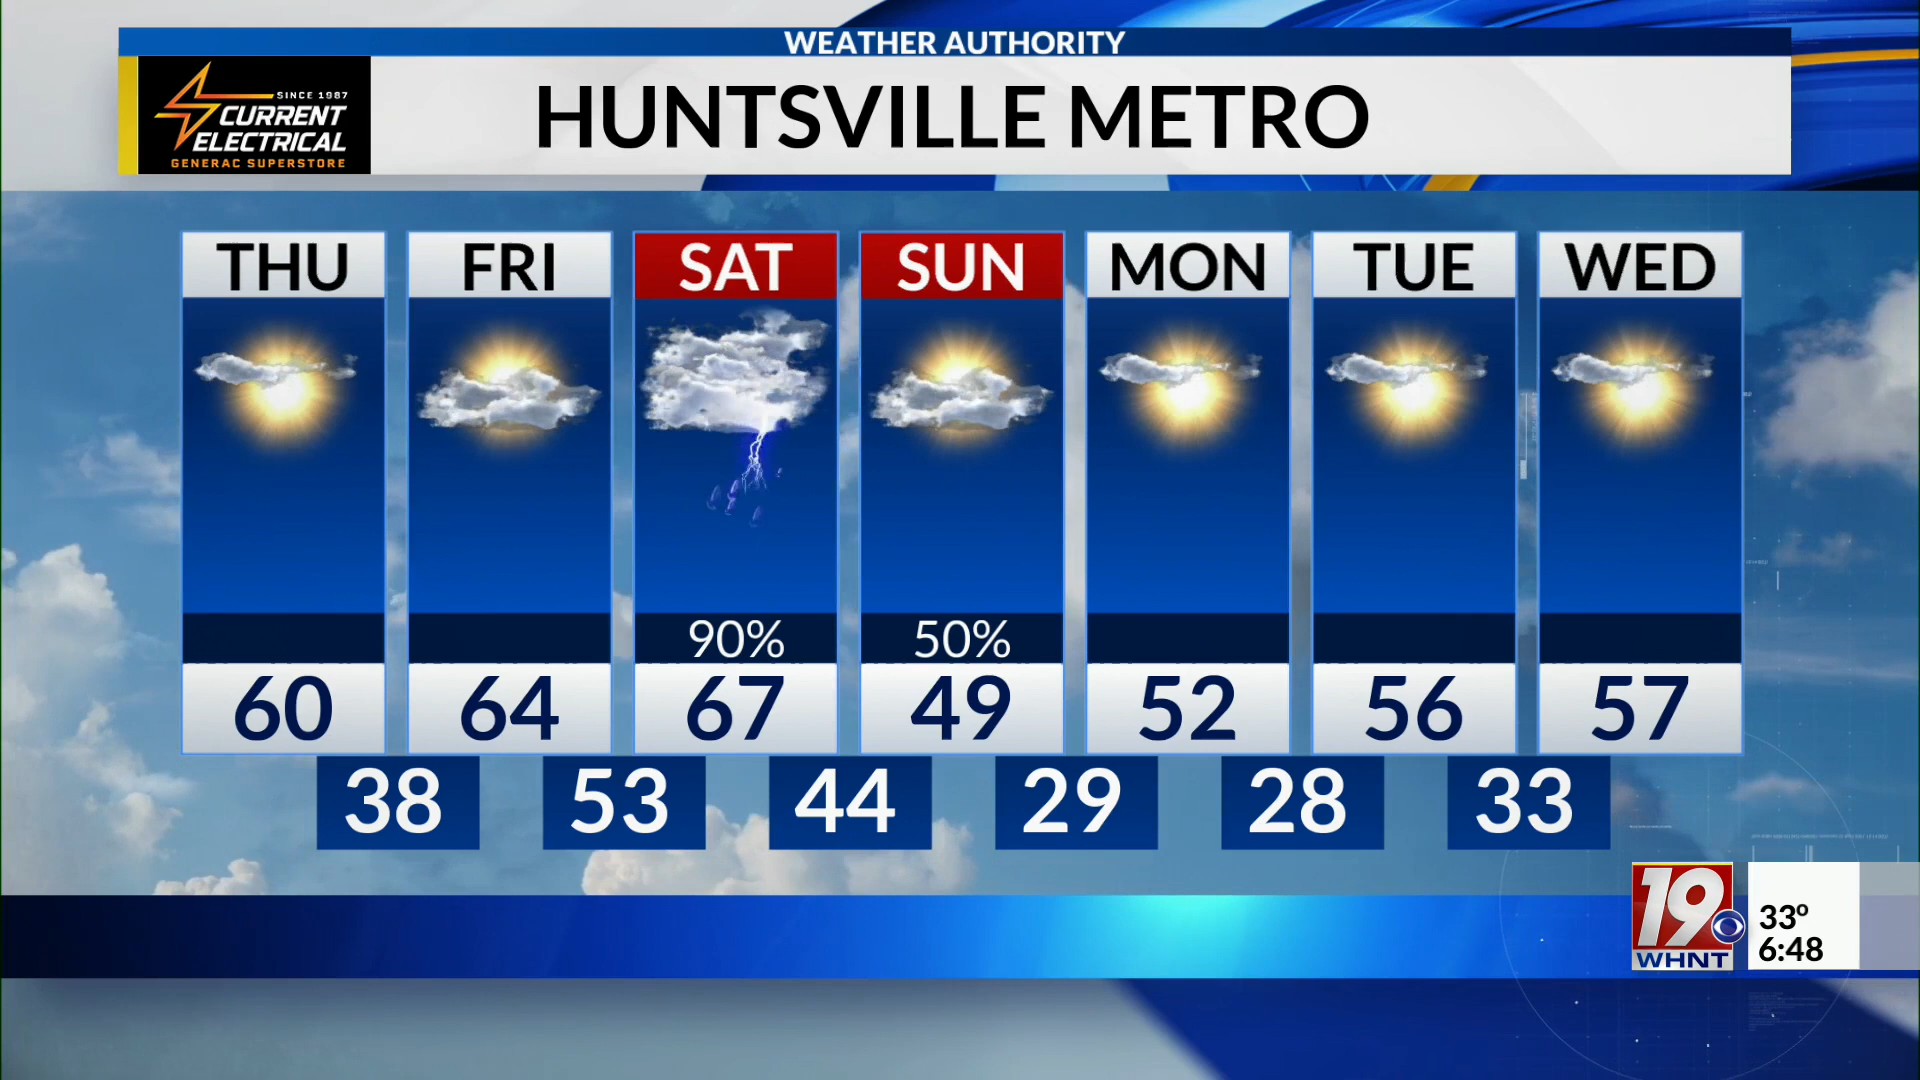 WEATHER AUTHORITY
SINCE 1987
CURRENT
ELECTRICAL
GENERAC SUPERSTORE
HUNTSVILLE METRO
THU FRI SAT SUN MON TUE WED
90% 50%
60 64 67 49 52 56 57
38 53 44 29 28 33
19
WHNT
33º
6:48